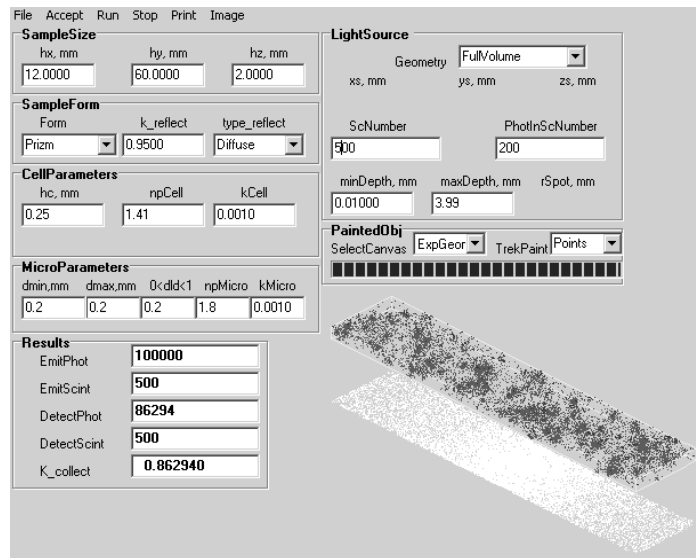 File Accept Run Stop Print Image
SampleSize
hx, mm hy, mm hz, mm
12.0000 60.0000 2.0000
SampleForm
Form k_reflect type_reflect
Prizm 0.9500 Diffuse
CellParameters
hc, mm npCell kCell
0.25 1.41 0.0010
MicroParameters
dmin,mm dmax,mm 0<dld<1 npMicro kMicro
0.2 0.2 0.2 1.8 0.0010
Results
EmitPhot 100000
EmitScint 500
DetectPhot 86294
DetectScint 500
K_collect 0.862940
LightSource
Geometry FullVolume
xs, mm ys, mm zs, mm
ScNumber PhotInScNumber
500 200
minDepth, mm maxDepth, mm rSpot, mm
0.01000 3.99
PaintedObj
SelectCanvas ExpGeor TrekPaint Points